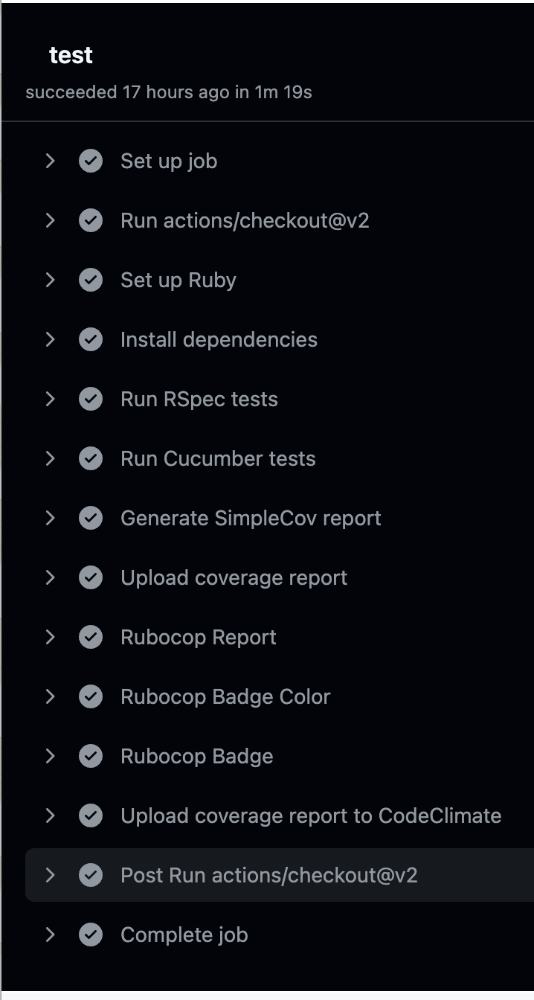 test
succeeded 17 hours ago in 1m 19s
Set up job
Run actions/checkout@v2
Set up Ruby
Install dependencies
Run RSpec tests
Run Cucumber tests
Generate SimpleCov report
Upload coverage report
Rubocop Report
Rubocop Badge Color
Rubocop Badge
Upload coverage report to CodeClimate
Post Run actions/checkout@v2
Complete job